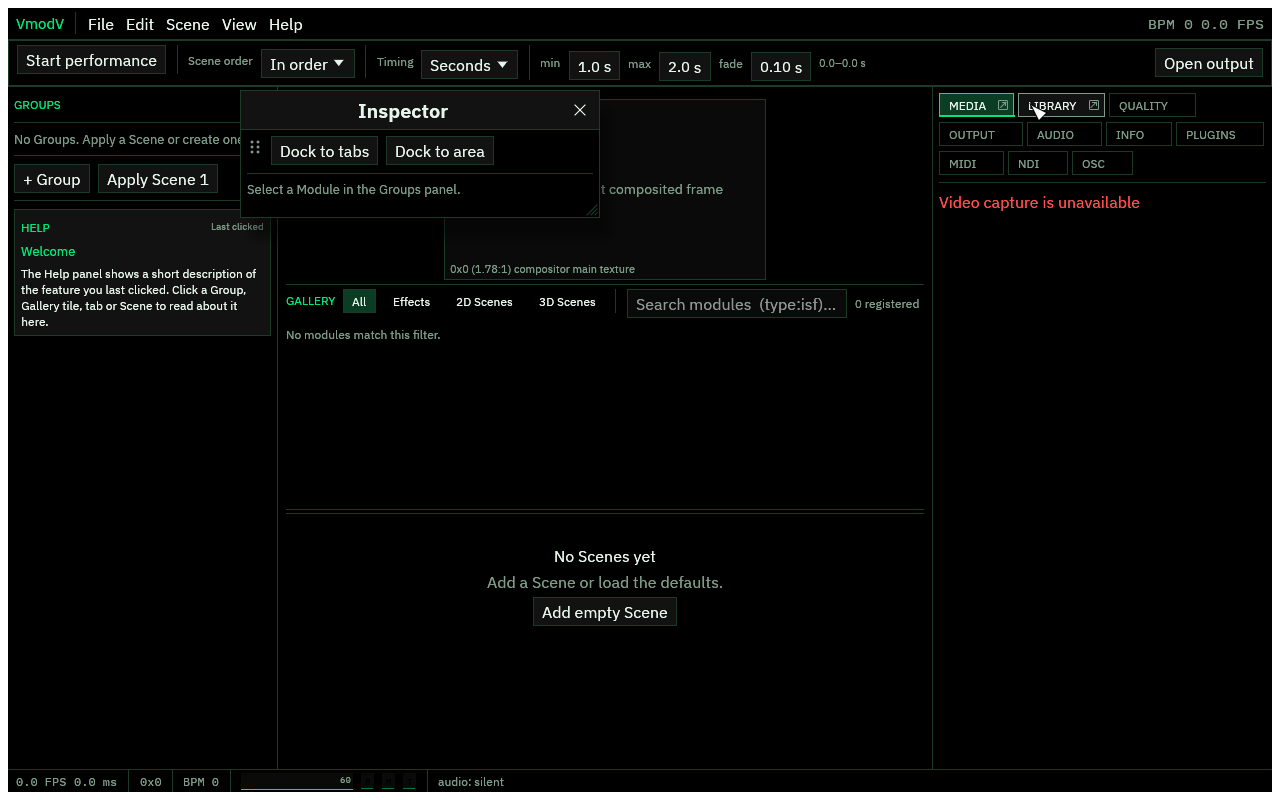 VmodV File Edit Scene View Help BPM 0 0.0 FPS
Start performance Scene order In order Timing Seconds min 1.0 s max 2.0 s fade 0.10 s 0.0–0.0 s Open output
GROUPS
No Groups. Apply a Scene or create one
+ Group Apply Scene 1
HELP Last clicked
Welcome
The Help panel shows a short description of
the feature you last clicked. Click a Group,
Gallery tile, tab or Scene to read about it
here.
Inspector
Dock to tabs Dock to area
Select a Module in the Groups panel.
t composited frame
0x0 (1.78:1) compositor main texture
GALLERY All Effects 2D Scenes 3D Scenes Search modules (type:isf)... 0 registered
No modules match this filter.
No Scenes yet
Add a Scene or load the defaults.
Add empty Scene
MEDIA LIBRARY QUALITY
OUTPUT AUDIO INFO PLUGINS
MIDI NDI OSC
Video capture is unavailable
0.0 FPS 0.0 ms 0x0 BPM 0 60 audio: silent